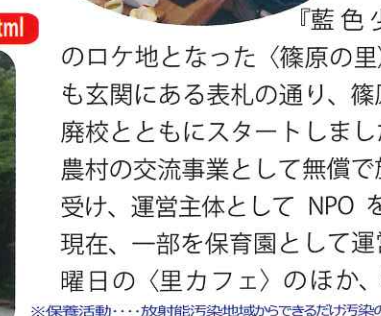 『藍色少
tml
のロケ地となった〈篠原の里〉
も玄関にある表札の通り、篠原
廃校とともにスタートしました
農村の交流事業として無償で
受け、運営主体として NPO を
現在、一部を保育園として運営
曜日の〈里カフェ〉のほか、
※保養活動‥‥放射能汚染地域からできるだけ汚染の